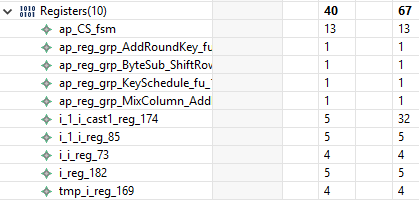 Registers(10) 40 67
ap_CS_fsm 13 13
ap_reg_grp_AddRoundKey_fu_ 1 1
ap_reg_grp_ByteSub_ShiftRow 1 1
ap_reg_grp_KeySchedule_fu_ 1 1
ap_reg_grp_MixColumn_Add 1 1
i_1_i_cast1_reg_174 5 32
i_1_i_reg_85 5 5
i_i_reg_73 4 4
i_reg_182 5 5
tmp_i_reg_169 4 4